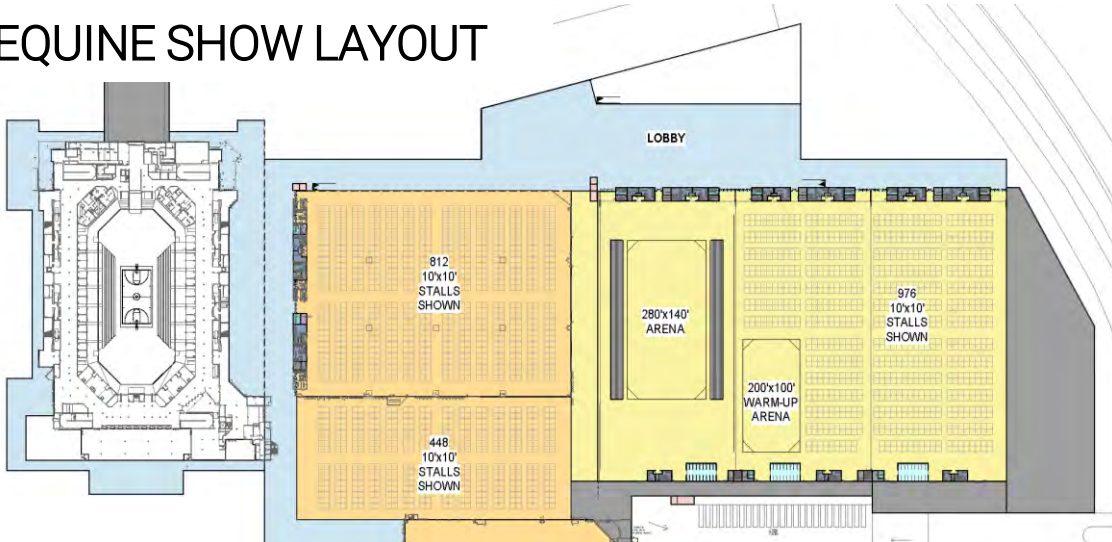 EQUINE SHOW LAYOUT
LOBBY
812
10'x10'
STALLS
SHOWN
280'x140'
ARENA
976
10'x10'
STALLS
SHOWN
200'x100'
WARM-UP
ARENA
448
10'x10'
STALLS
SHOWN